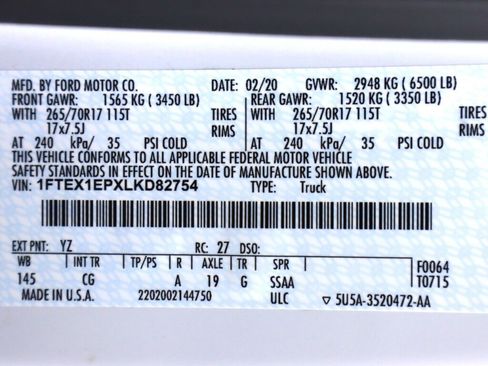 MFD. BY FORD MOTOR CO. DATE: 02/20 GVWR: 2948 KG ( 6500 LB)
FRONT GAWR: 1565 KG ( 3450 LB) REAR GAWR: 1520 KG ( 3350 LB)
WITH 265/70R17 115T TIRES WITH 265/70R17 115T TIRES
17x7.5J RIMS 17x7.5J RIMS
AT 240 kPa/ 35 PSI COLD AT 240 kPa/ 35 PSI COLD
THIS VEHICLE CONFORMS TO ALL APPLICABLE FEDERAL MOTOR VEHICLE
SAFETY STANDARDS IN EFFECT ON THE DATE OF MANUFACTURE SHOWN ABOVE.
VIN: 1FTEX1EPXLKD82754 TYPE: Truck
EXT PNT: YZ RC: 27 DSO:
WB INT TR TP/PS R AXLE TR SPR F0064
145 CG A 19 G SSAA T0715
MADE IN U.S.A. 2202002144750 ULC ▽ 5U5A-3520472-AA